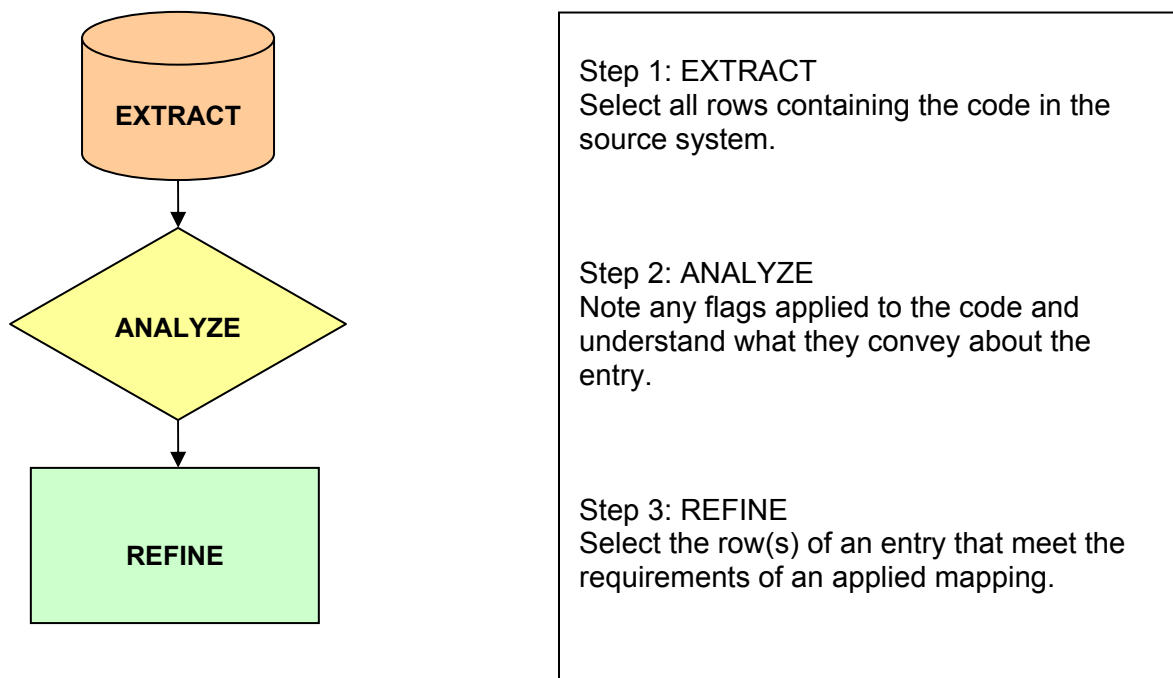 EXTRACT
ANALYZE
REFINE
Step 1: EXTRACT
Select all rows containing the code in the
source system.
Step 2: ANALYZE
Note any flags applied to the code and
understand what they convey about the
entry.
Step 3: REFINE
Select the row(s) of an entry that meet the
requirements of an applied mapping.